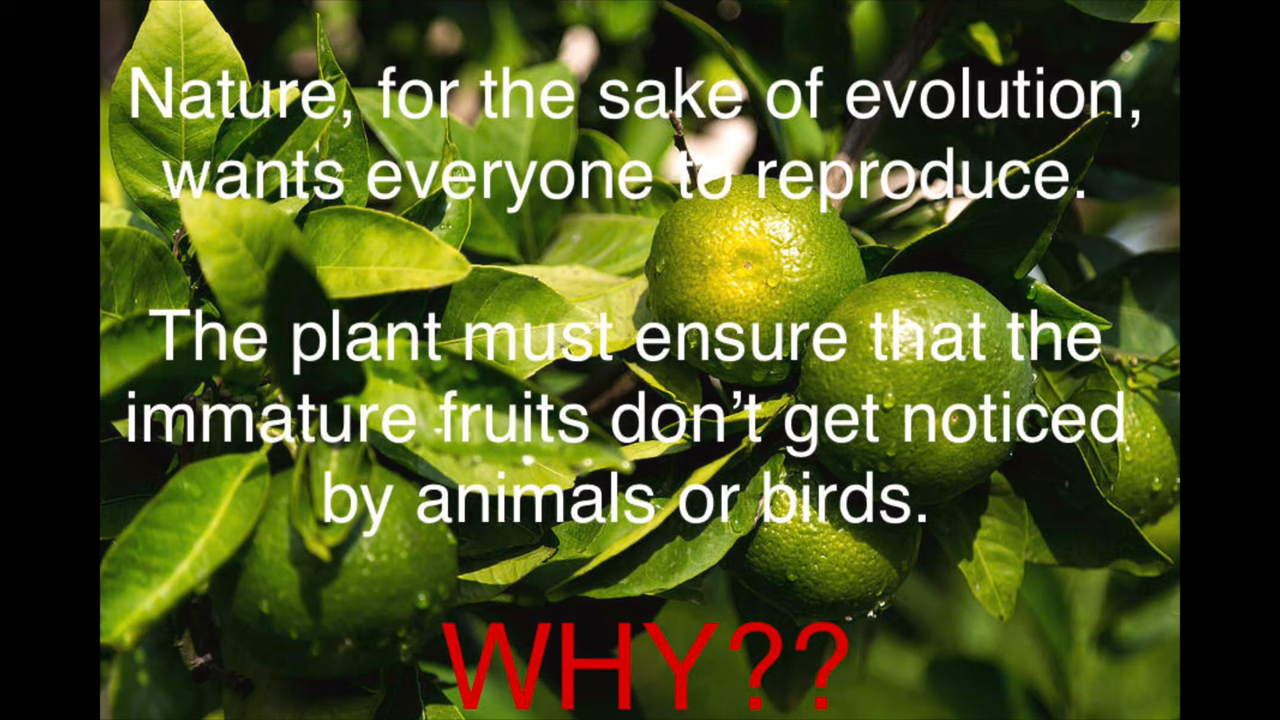 Nature, for the sake of evolution,
wants everyone to reproduce.
The plant must ensure that the
immature fruits don’t get noticed
by animals or birds.
WHY??